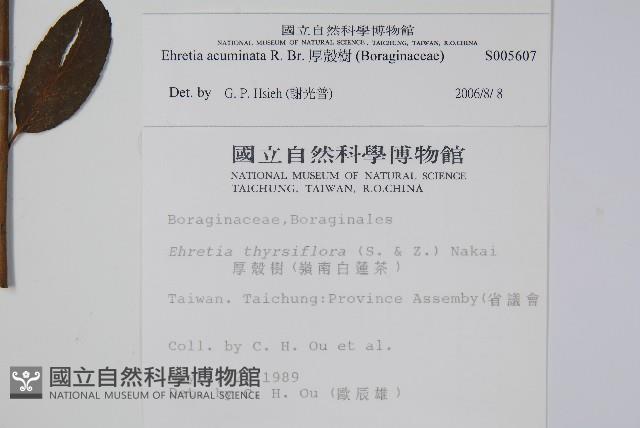 國立自然科學博物館
NATIONAL MUSEUM OF NATURAL SCIENCE, TAICHUNG, TAIWAN, R.O.CHINA
Ehretia acuminata R. Br. 厚殼樹 (Boraginaceae) S005607
Det. by G. P. Hsieh (謝光普) 2006/8/8
國立自然科學博物館
NATIONAL MUSEUM OF NATURAL SCIENCE
TAICHUNG, TAIWAN, R.O.CHINA
Boraginaceae,Boraginales
Ehretia thyrsiflora (S. & Z.) Nakai
厚殼樹(嶺南白蓮茶)
Taiwan. Taichung:Province Assemby(省議會
Coll. by C. H. Ou et al.
1989
by C. H. Ou (歐辰雄)
國立自然科學博物館
NATIONAL MUSEUM OF NATURAL SCIENCE